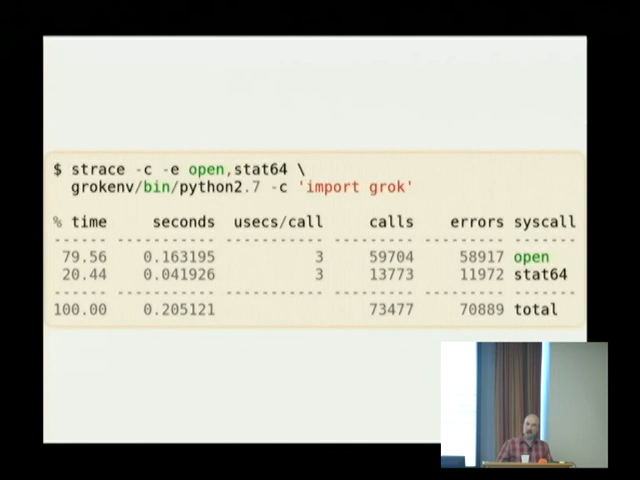 $ strace -c -e open,stat64 \
grokenv/bin/python2.7 -c 'import grok'
% time seconds usecs/call calls errors syscall
------ ----------- ----------- --------- --------- --------
79.56 0.163195 3 59704 58917 open
20.44 0.041926 3 13773 11972 stat64
------ ----------- ----------- --------- --------- --------
100.00 0.205121 73477 70889 total